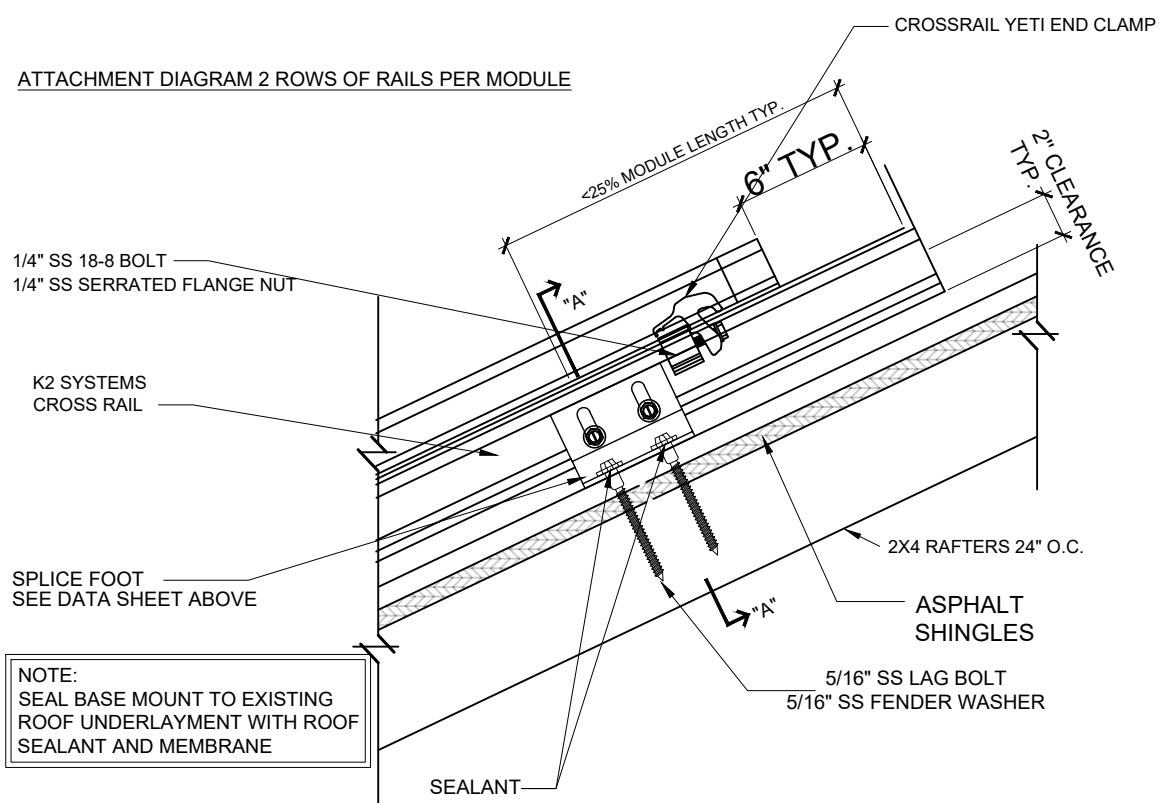 CROSSRAIL YETI END CLAMP
ATTACHMENT DIAGRAM 2 ROWS OF RAILS PER MODULE
<25% MODULE LENGTH TYP.
6" TYP.
2" CLEARANCE
TYP.
1/4" SS 18-8 BOLT
1/4" SS SERRATED FLANGE NUT
"A"
K2 SYSTEMS
CROSS RAIL
2X4 RAFTERS 24" O.C.
SPLICE FOOT
SEE DATA SHEET ABOVE
"A"
ASPHALT
SHINGLES
NOTE:
SEAL BASE MOUNT TO EXISTING
ROOF UNDERLAYMENT WITH ROOF
SEALANT AND MEMBRANE
5/16" SS LAG BOLT
5/16" SS FENDER WASHER
SEALANT